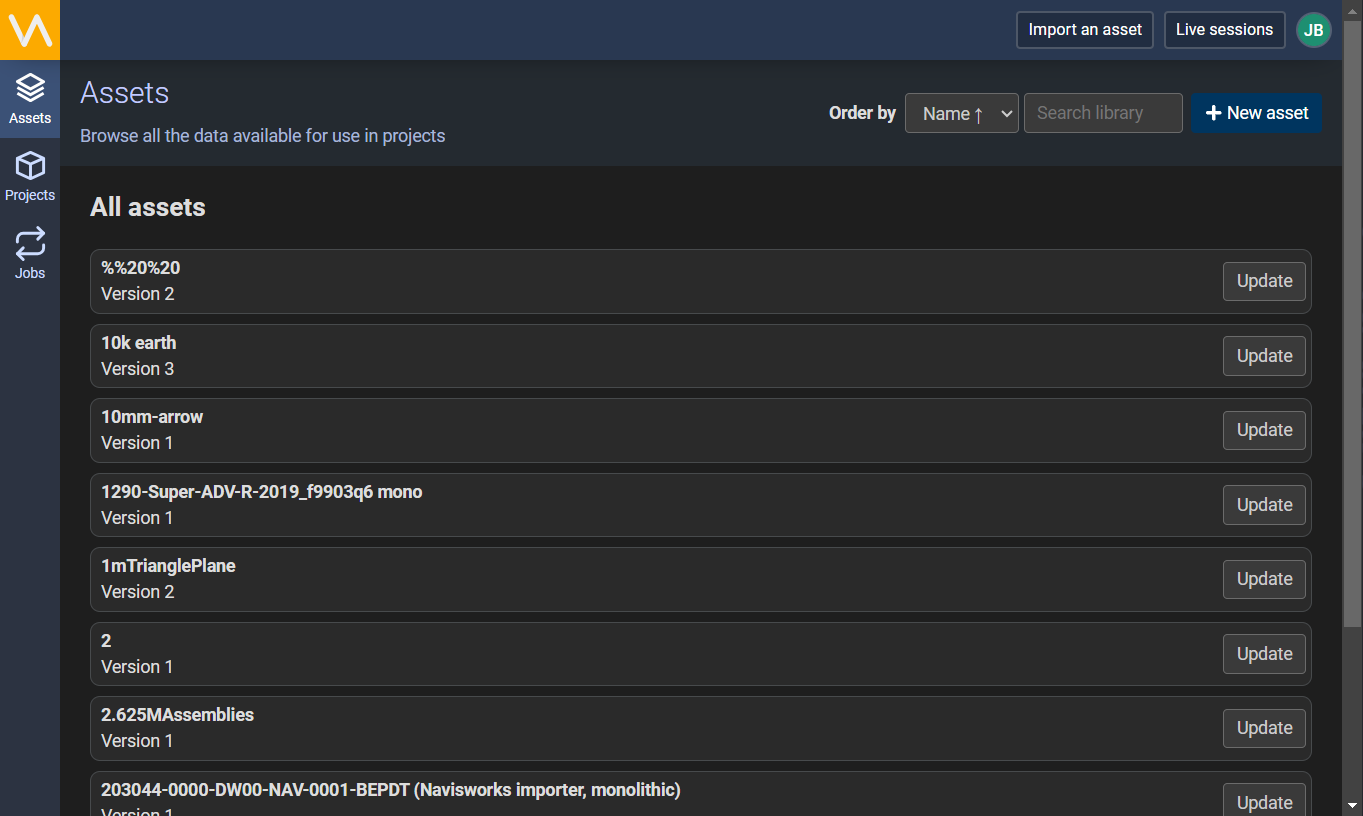 Import an asset
Live sessions
JB
Assets
Projects
Jobs
Assets
Browse all the data available for use in projects
Order by
Name ↑
Search library
+ New asset
All assets
%%20%20
Version 2
Update
10k earth
Version 3
Update
10mm-arrow
Version 1
Update
1290-Super-ADV-R-2019_f9903q6 mono
Version 1
Update
1mTrianglePlane
Version 2
Update
2
Version 1
Update
2.625MAssemblies
Version 1
Update
203044-0000-DW00-NAV-0001-BEPDT (Navisworks importer, monolithic)
Version 1
Update